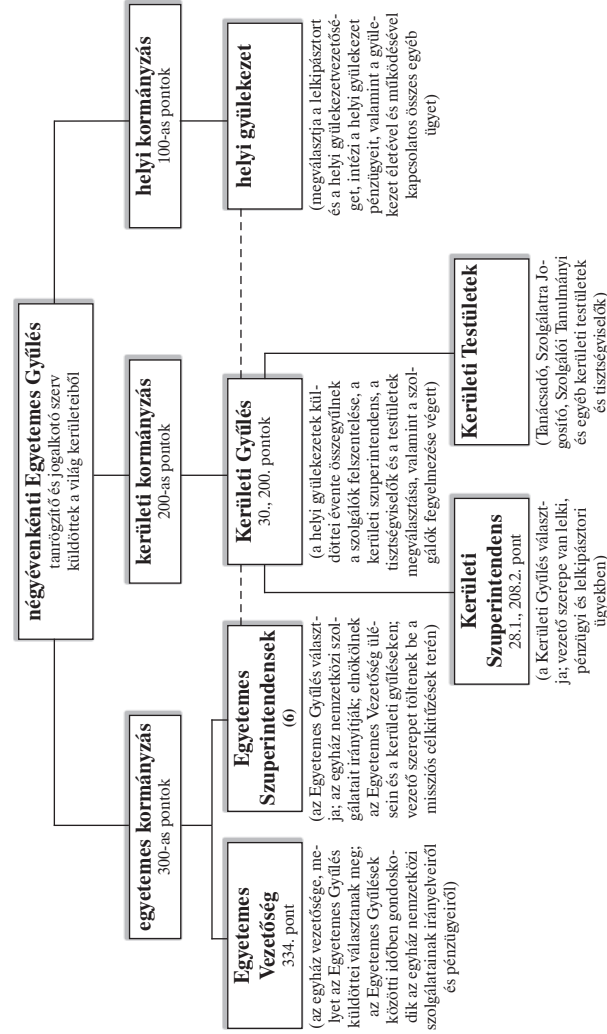 négyévenkénti Egyetemes Gyűlés
tanrögzítő és jogalkotó szerv
küldöttek a világ kerületeiből
egyetemes kormányzás
300-as pontok
kerületi kormányzás
200-as pontok
helyi kormányzás
100-as pontok
Egyetemes
Vezetőség
334. pont
(az egyház vezetősége, me-
lyet az Egyetemes Gyűlés
küldöttei választanak meg;
az Egyetemes Gyűlések
közötti időben gondosko-
dik az egyház nemzetközi
szolgálatainak irányelveiről
és pénzügyeiről)
Egyetemes
Szuperintendensek
(6)
(az Egyetemes Gyűlés választ-
ja; az egyház nemzetközi szol-
gálatait irányítják; elnökölnek
az Egyetemes Vezetőség ülé-
sein és a kerületi gyűléseken;
vezető szerepet töltenek be a
missziós célkitűzések terén)
Kerületi Gyűlés
30., 200. pontok
(a helyi gyülekezetek kül-
döttei évente összegyűlnek
a szolgálók felszentelése, a
kerületi szuperintendens, a
tisztségviselők és a testületek
megválasztása, valamint a szol-
gálók fegyelmezése végett)
helyi gyülekezet
(megválasztja a lelkipásztort
és a helyi gyülekezetvezetősé-
get, intézi a helyi gyülekezet
pénzügyeit, valamint a gyüle-
kezet életével és működésével
kapcsolatos összes egyéb
ügyet)
Kerületi
Szuperintendens
28.1., 208.2. pont
(a Kerületi Gyűlés választ-
ja; vezető szerepe van lelki,
pénzügyi és lelkipásztori
ügyekben)
Kerületi Testületek
(Tanácsadó, Szolgálatra Jo-
gosító, Szolgálói Tanulmányi
és egyéb kerületi testületek
és tisztségviselők)